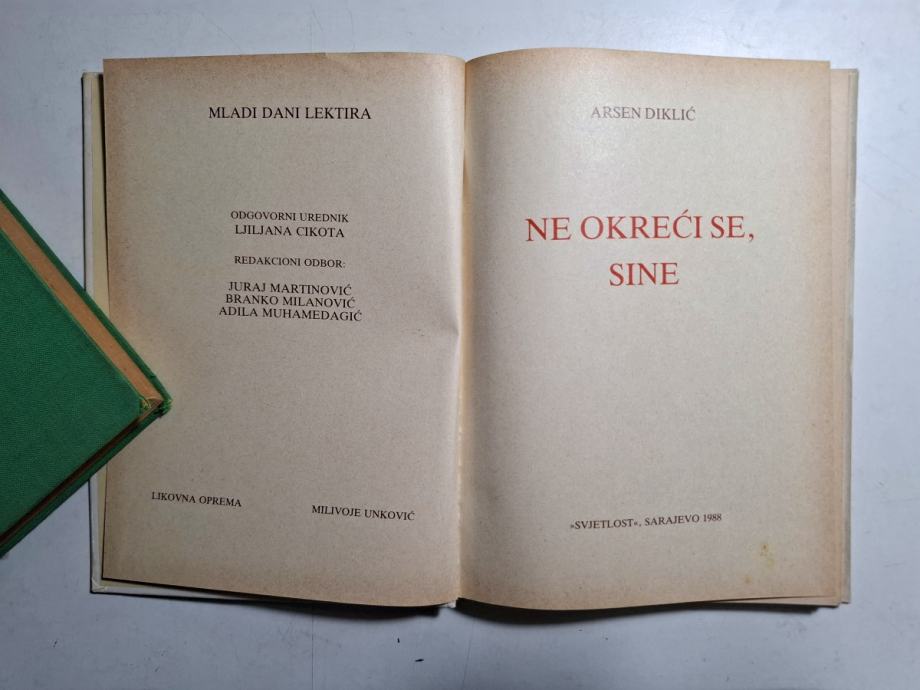 MLADI DANI LEKTIRA
ODGOVORNI UREDNIK
LJILJANA CIKOTA
REDAKCIONI ODBOR:
JURAJ MARTINOVIĆ
BRANKO MILANOVIĆ
ADILA MUHAMEDAGIĆ
LIKOVNA OPREMA MILIVOJE UNKOVIĆ
ARSEN DIKLIĆ
NE OKREĆI SE,
SINE
»SVJETLOST«, SARAJEVO 1988